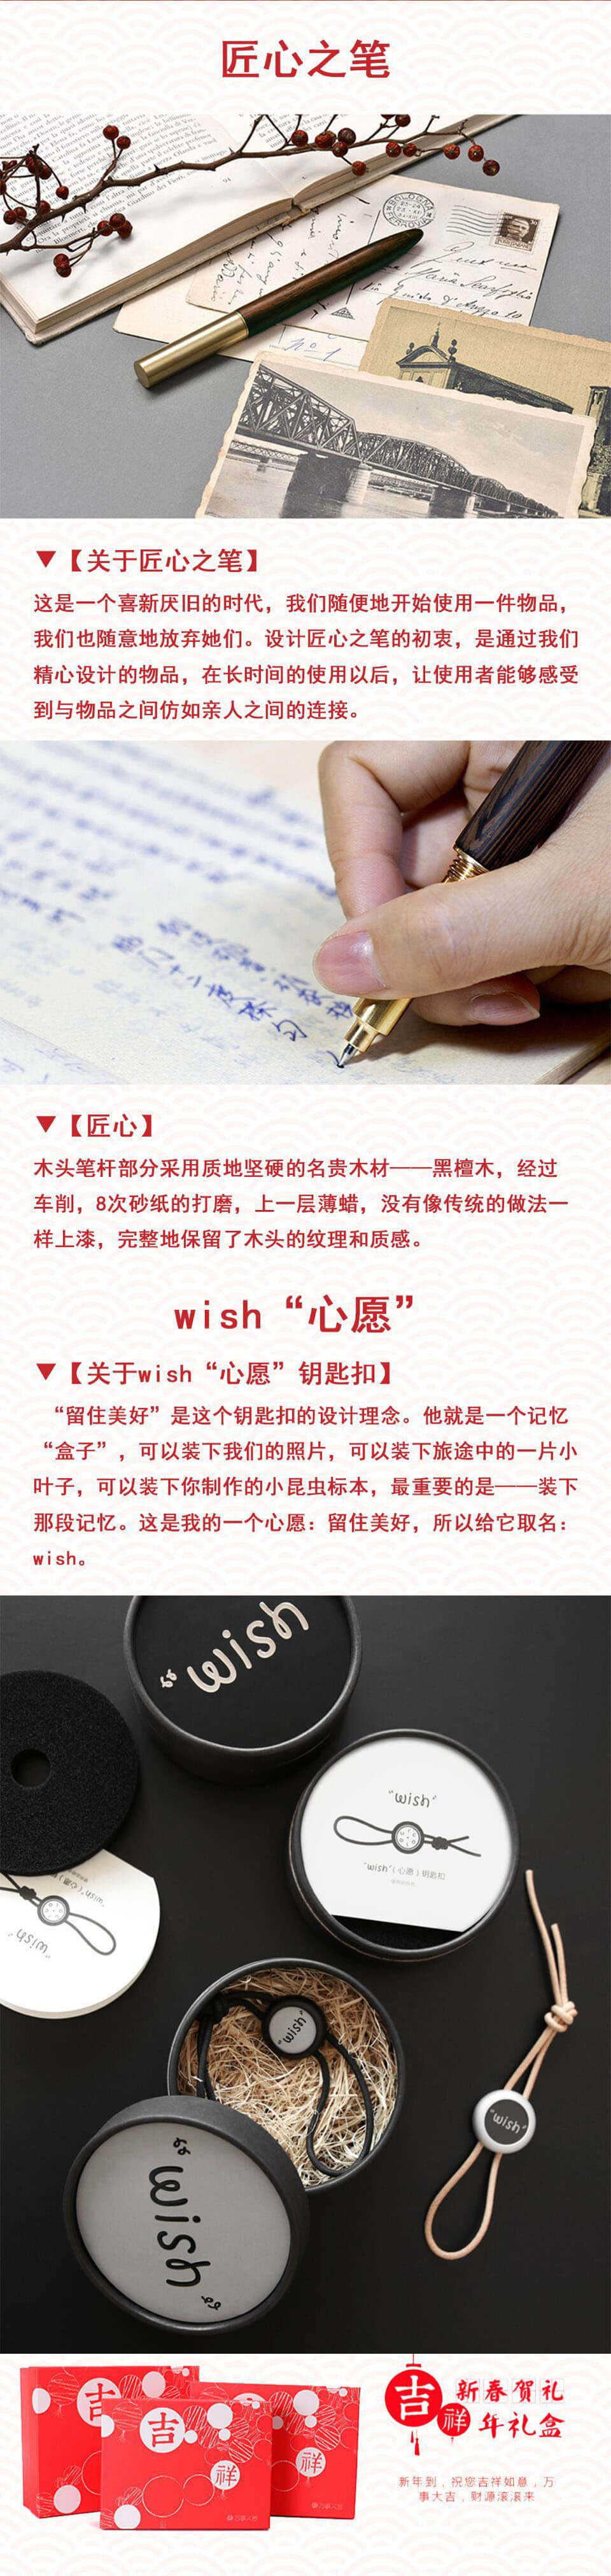 匠心之笔
BOLOGNA
▼【关于匠心之笔】
这是一个喜新厌旧的时代，我们随便地开始使用一件物品，
我们也随意地放弃她们。设计匠心之笔的初衷，是通过我们
精心设计的物品，在长时间的使用以后，让使用者能够感受
到与物品之间仿如亲人之间的连接。
▼【匠心】
木头笔杆部分采用质地坚硬的名贵木材——黑檀木，经过
车削，8次砂纸的打磨，上一层薄蜡，没有像传统的做法一
样上漆，完整地保留了木头的纹理和质感。
wish“心愿”
▼【关于wish“心愿”钥匙扣】
“留住美好”是这个钥匙扣的设计理念。他就是一个记忆
“盒子”，可以装下我们的照片，可以装下旅途中的一片小
叶子，可以装下你制作的小昆虫标本，最重要的是——装下
那段记忆。这是我的一个心愿：留住美好，所以给它取名：
wish。
“wish
“wish”
“wish”(心愿)钥匙扣
wish
“wish”
“wish”
“wish”
吉
吉
祥
祥
吉祥
新春贺礼
年礼盒
新年到，祝您吉祥如意，万
事大吉，财源滚滚来